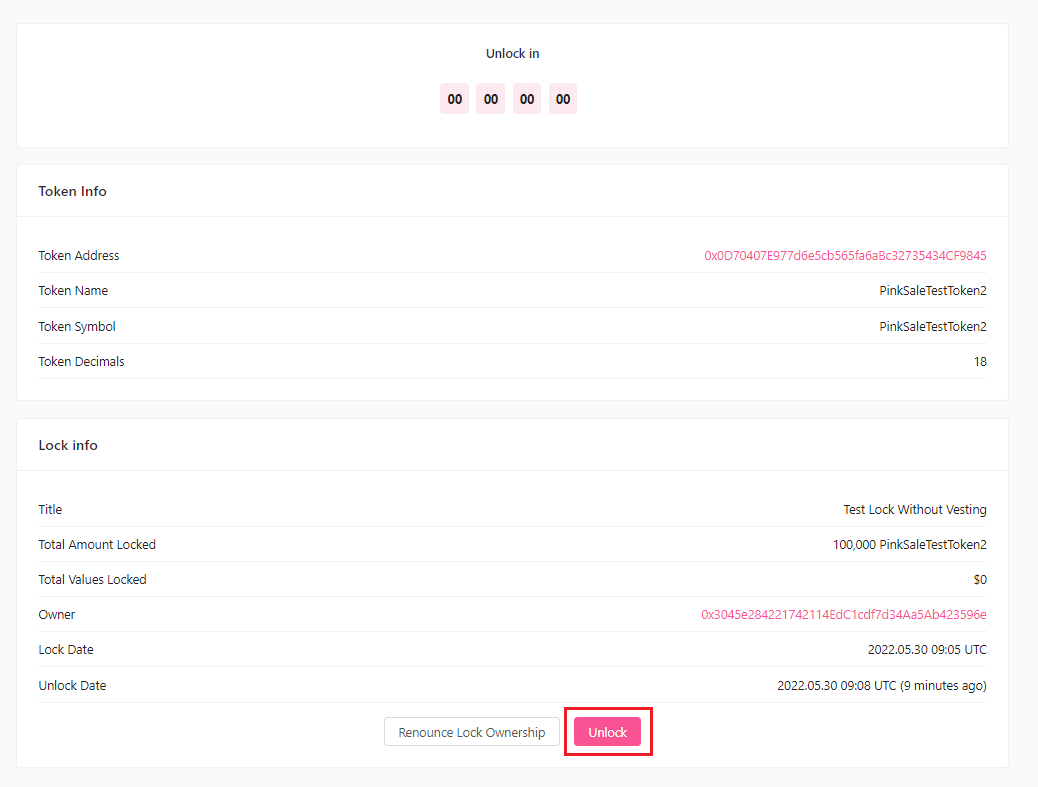 Unlock in
00 00 00 00
Token Info
Token Address 0x0D70407E977d6e5cb565fa6aBc32735434CF9845
Token Name PinkSaleTestToken2
Token Symbol PinkSaleTestToken2
Token Decimals 18
Lock info
Title Test Lock Without Vesting
Total Amount Locked 100,000 PinkSaleTestToken2
Total Values Locked $0
Owner 0x3045e284221742114EdC1cdf7d34Aa5Ab423596e
Lock Date 2022.05.30 09:05 UTC
Unlock Date 2022.05.30 09:08 UTC (9 minutes ago)
Renounce Lock Ownership Unlock